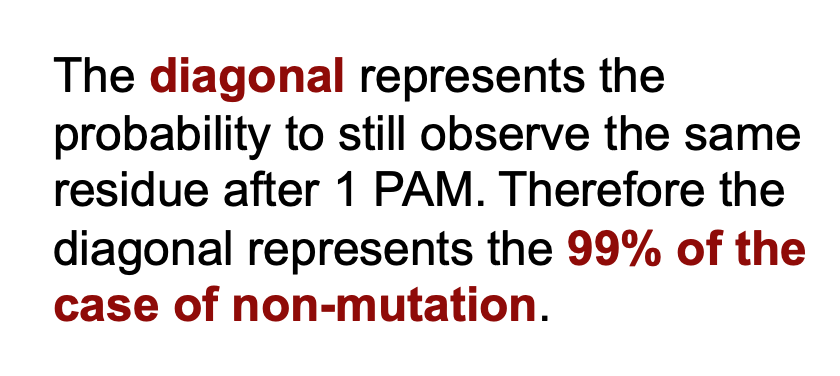 The diagonal represents the
probability to still observe the same
residue after 1 PAM. Therefore the
diagonal represents the 99% of the
case of non-mutation.